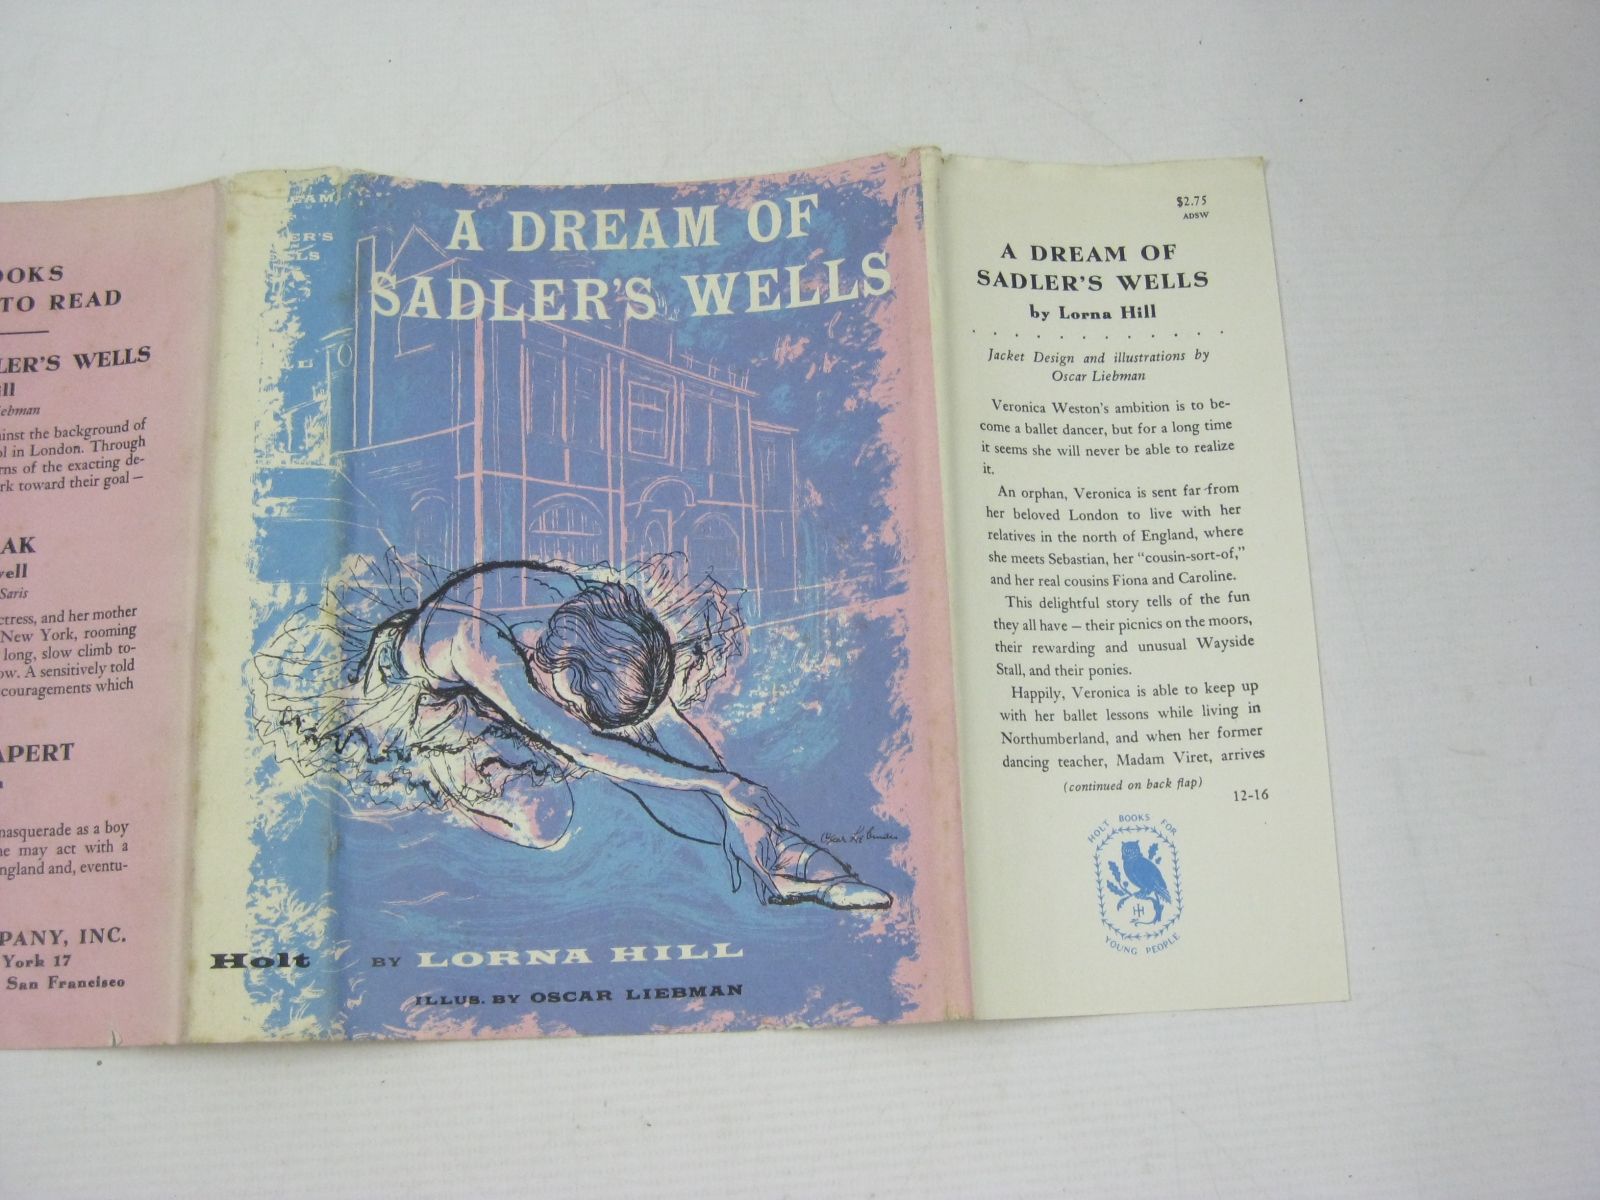 OOKS
TO READ
LER'S WELLS
ill
iebman
ainst the background of
ol in London. Through
rns of the exacting de-
rk toward their goal —
AK
well
Saris
ctress, and her mother
New York, rooming
long, slow climb to-
ow. A sensitively told
couragements which
APERT
masquerade as a boy
he may act with a
ngland and, eventu-
PANY, INC.
York 17
San Francisco
EAM
ER'S
LLS
Holt
A DREAM OF
SADLER'S WELLS
Oscar Liebman
BY LORNA HILL
ILLUS. BY OSCAR LIEBMAN
$2.75
ADSW
A DREAM OF
SADLER'S WELLS
by Lorna Hill
Jacket Design and illustrations by
Oscar Liebman
Veronica Weston's ambition is to be-
come a ballet dancer, but for a long time
it seems she will never be able to realize
it.
An orphan, Veronica is sent far from
her beloved London to live with her
relatives in the north of England, where
she meets Sebastian, her "cousin-sort-of,"
and her real cousins Fiona and Caroline.
This delightful story tells of the fun
they all have — their picnics on the moors,
their rewarding and unusual Wayside
Stall, and their ponies.
Happily, Veronica is able to keep up
with her ballet lessons while living in
Northumberland, and when her former
dancing teacher, Madam Viret, arrives
(continued on back flap)
12-16
HOLT BOOKS FOR
YOUNG PEOPLE